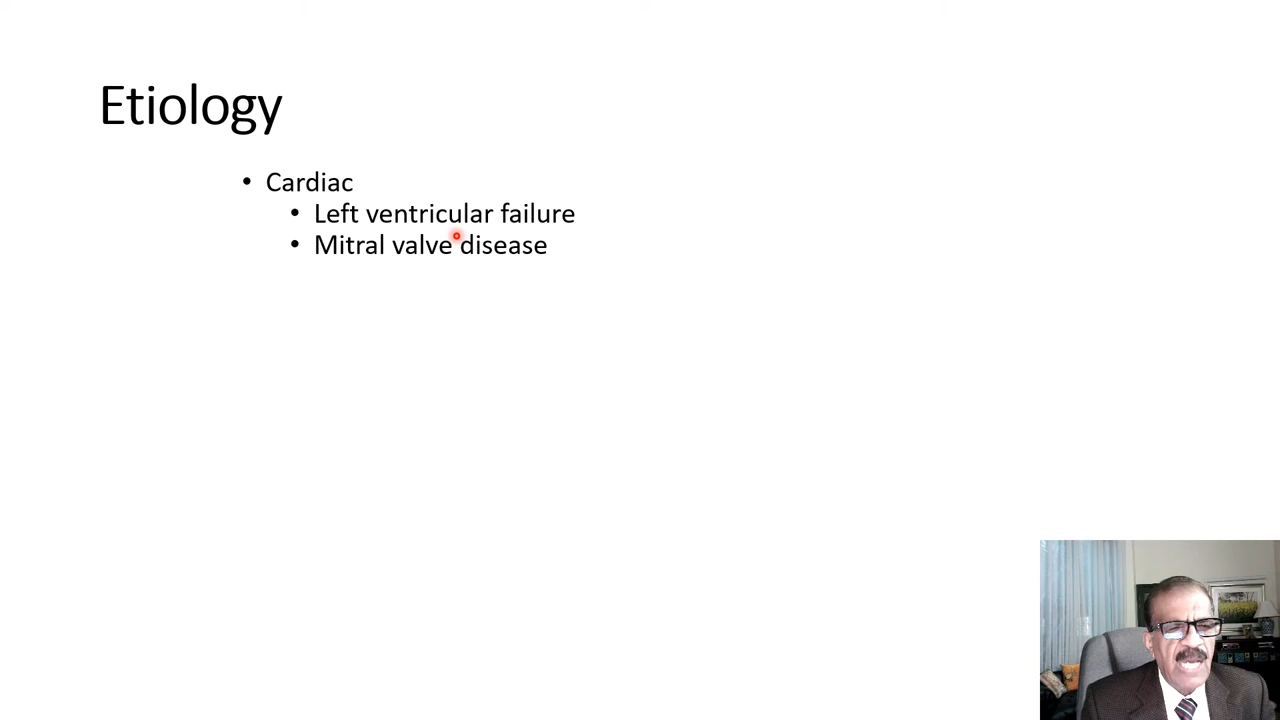 Etiology
• Cardiac
• Left ventricular failure
• Mitral valve disease